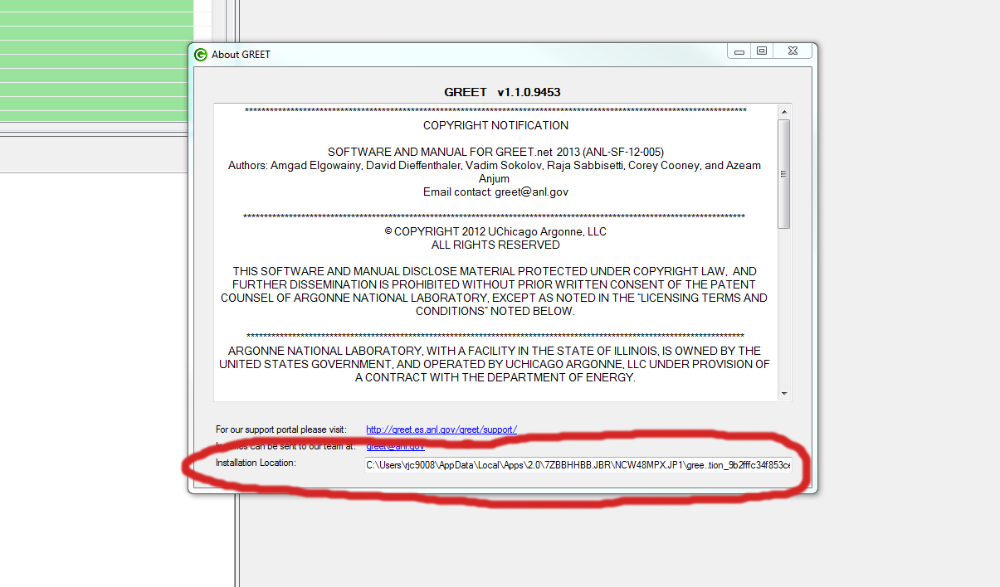 About GREET
GREET v1.1.0.9453
****************************************************************************************************************************
COPYRIGHT NOTIFICATION
SOFTWARE AND MANUAL FOR GREET.net 2013 (ANL-SF-12-005)
Authors: Amgad Elgowainy, David Dieffenthaler, Vadim Sokolov, Raja Sabbisetti, Corey Cooney, and Azeam
Anjum
Email contact: greet@anl.gov
****************************************************************************************************************************
© COPYRIGHT 2012 UChicago Argonne, LLC
ALL RIGHTS RESERVED
THIS SOFTWARE AND MANUAL DISCLOSE MATERIAL PROTECTED UNDER COPYRIGHT LAW, AND
FURTHER DISSEMINATION IS PROHIBITED WITHOUT PRIOR WRITTEN CONSENT OF THE PATENT
COUNSEL OF ARGONNE NATIONAL LABORATORY, EXCEPT AS NOTED IN THE "LICENSING TERMS AND
CONDITIONS" NOTED BELOW.
***************************************************************************************************************************
ARGONNE NATIONAL LABORATORY, WITH A FACILITY IN THE STATE OF ILLINOIS, IS OWNED BY THE
UNITED STATES GOVERNMENT, AND OPERATED BY UCHICAGO ARGONNE, LLC UNDER PROVISION OF
A CONTRACT WITH THE DEPARTMENT OF ENERGY.
For our support portal please visit: http://greet.es.anl.gov/greet/support/
can be sent to our team at: greet@anl.gov
Installation Location: C:\Users\rjc9008\AppData\Local\Apps\2.0\7ZBBHHBB.JBR\NCW48MPX.JP1\gree..tion_9b2fffc34f853ce